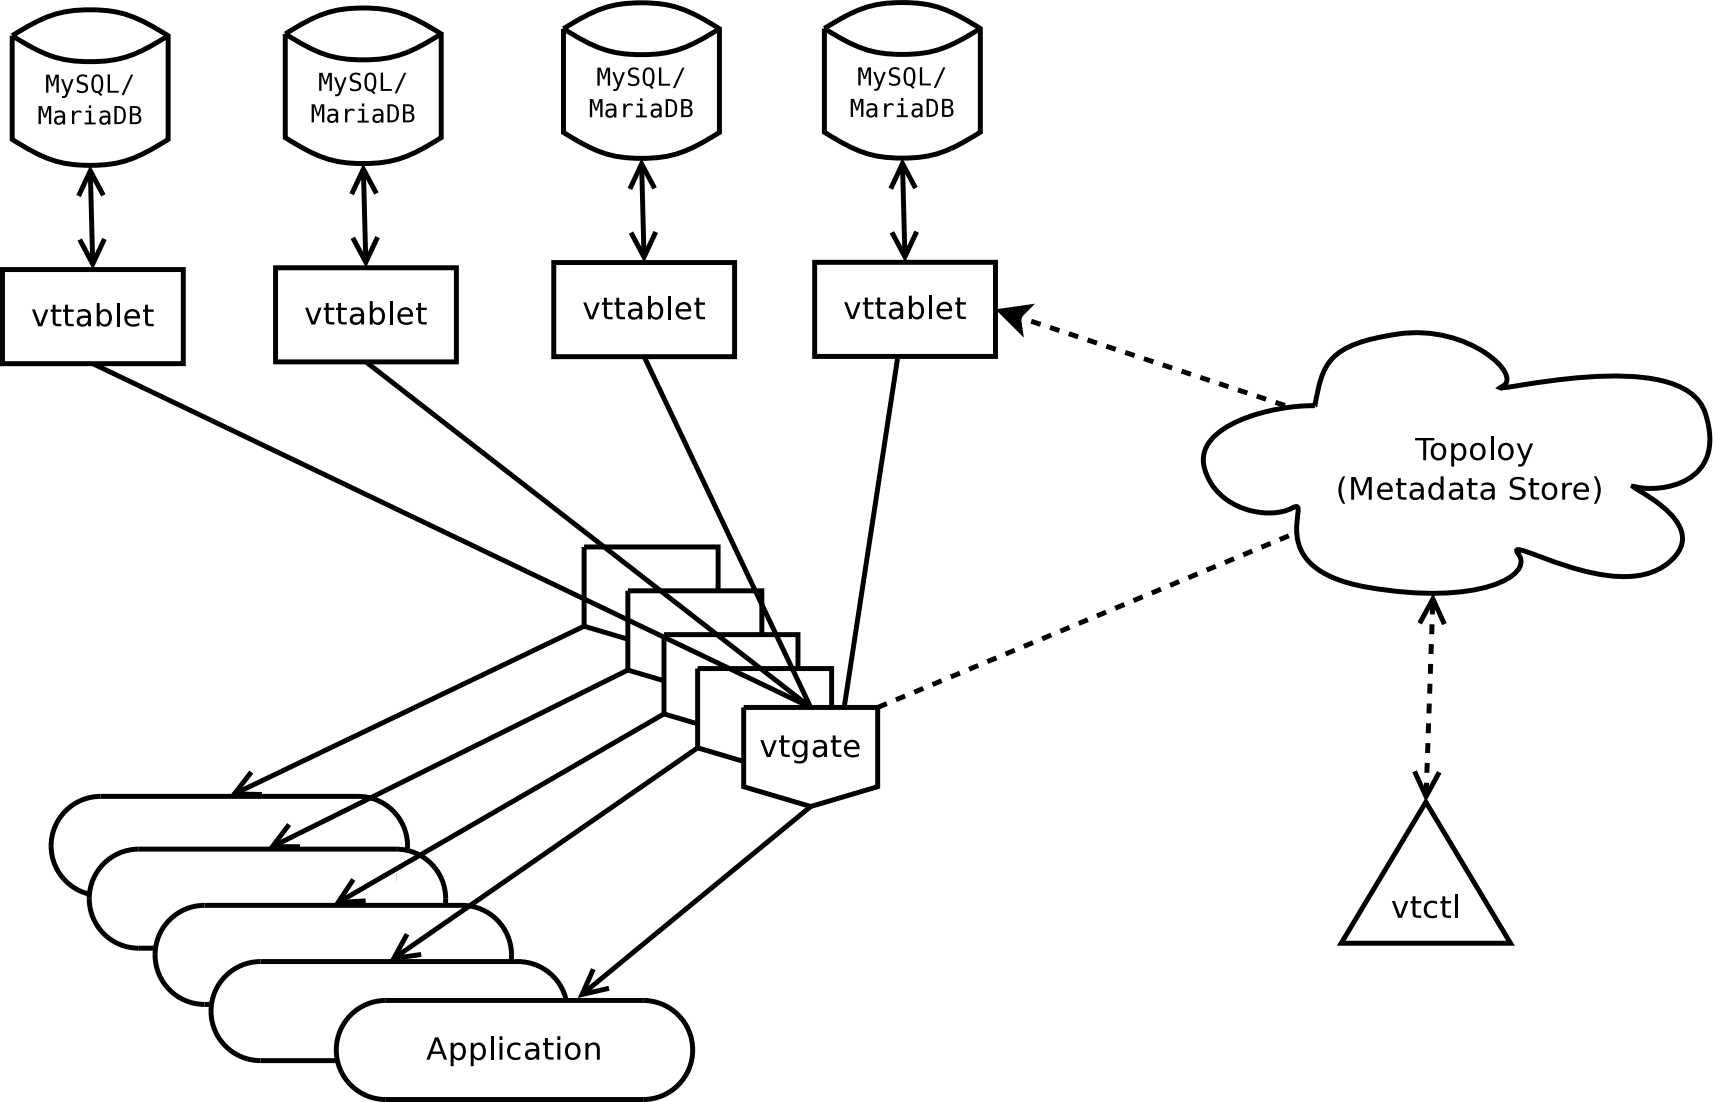 MySQL/
MariaDB
MySQL/
MariaDB
MySQL/
MariaDB
MySQL/
MariaDB
vttablet
vttablet
vttablet
vttablet
Topoloy
(Metadata Store)
vtgate
vtctl
Application